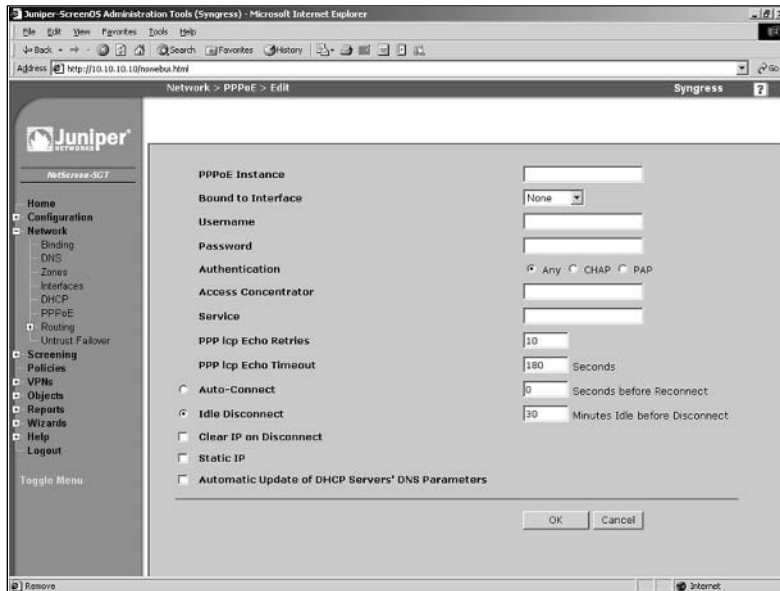 Juniper-ScreenOS Administration Tools (Syngress) - Microsoft Internet Explorer
File Edit View Favorites Tools Help
Back Search Favorites History
Address http://10.10.10.10/nswebui.html Go
Network > PPPoE > Edit Syngress ?
Juniper
NETWORKS
NetScreen-5GT
Home
Configuration
Network
Binding
DNS
Zones
Interfaces
DHCP
PPPoE
Routing
Untrust Failover
Screening
Policies
VPNs
Objects
Reports
Wizards
Help
Logout
Toggle Menu
PPPoE Instance
Bound to Interface None
Username
Password
Authentication Any CHAP PAP
Access Concentrator
Service
PPP lcp Echo Retries 10
PPP lcp Echo Timeout 180 Seconds
Auto-Connect 0 Seconds before Reconnect
Idle Disconnect 30 Minutes Idle before Disconnect
Clear IP on Disconnect
Static IP
Automatic Update of DHCP Servers' DNS Parameters
OK Cancel
Remove Internet